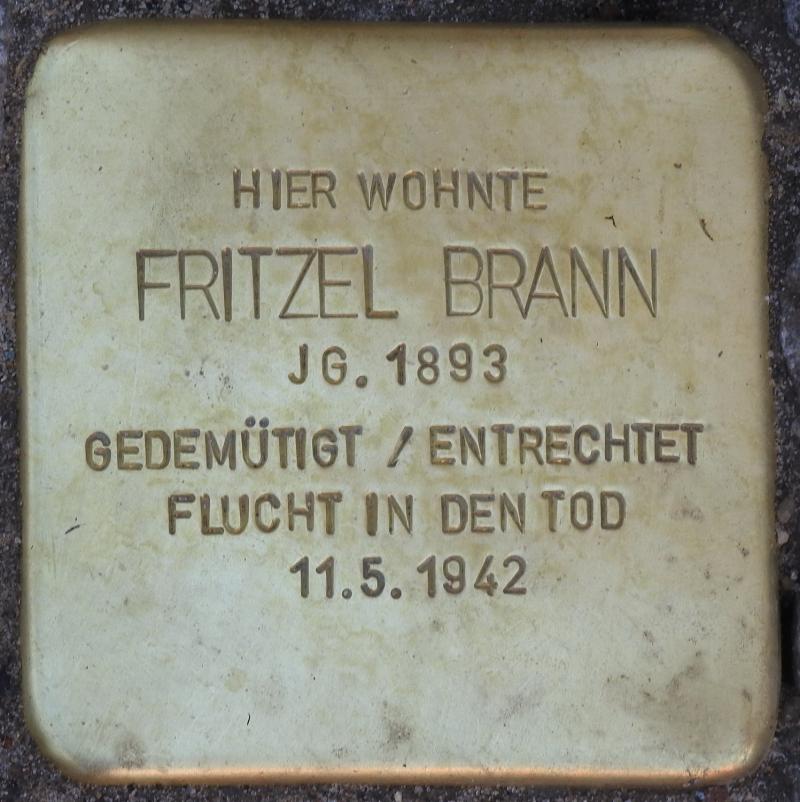 HIER WOHNTE
FRITZEL BRANN
JG. 1893
GEDEMÜTIGT / ENTRECHTET
FLUCHT IN DEN TOD
11.5.1942